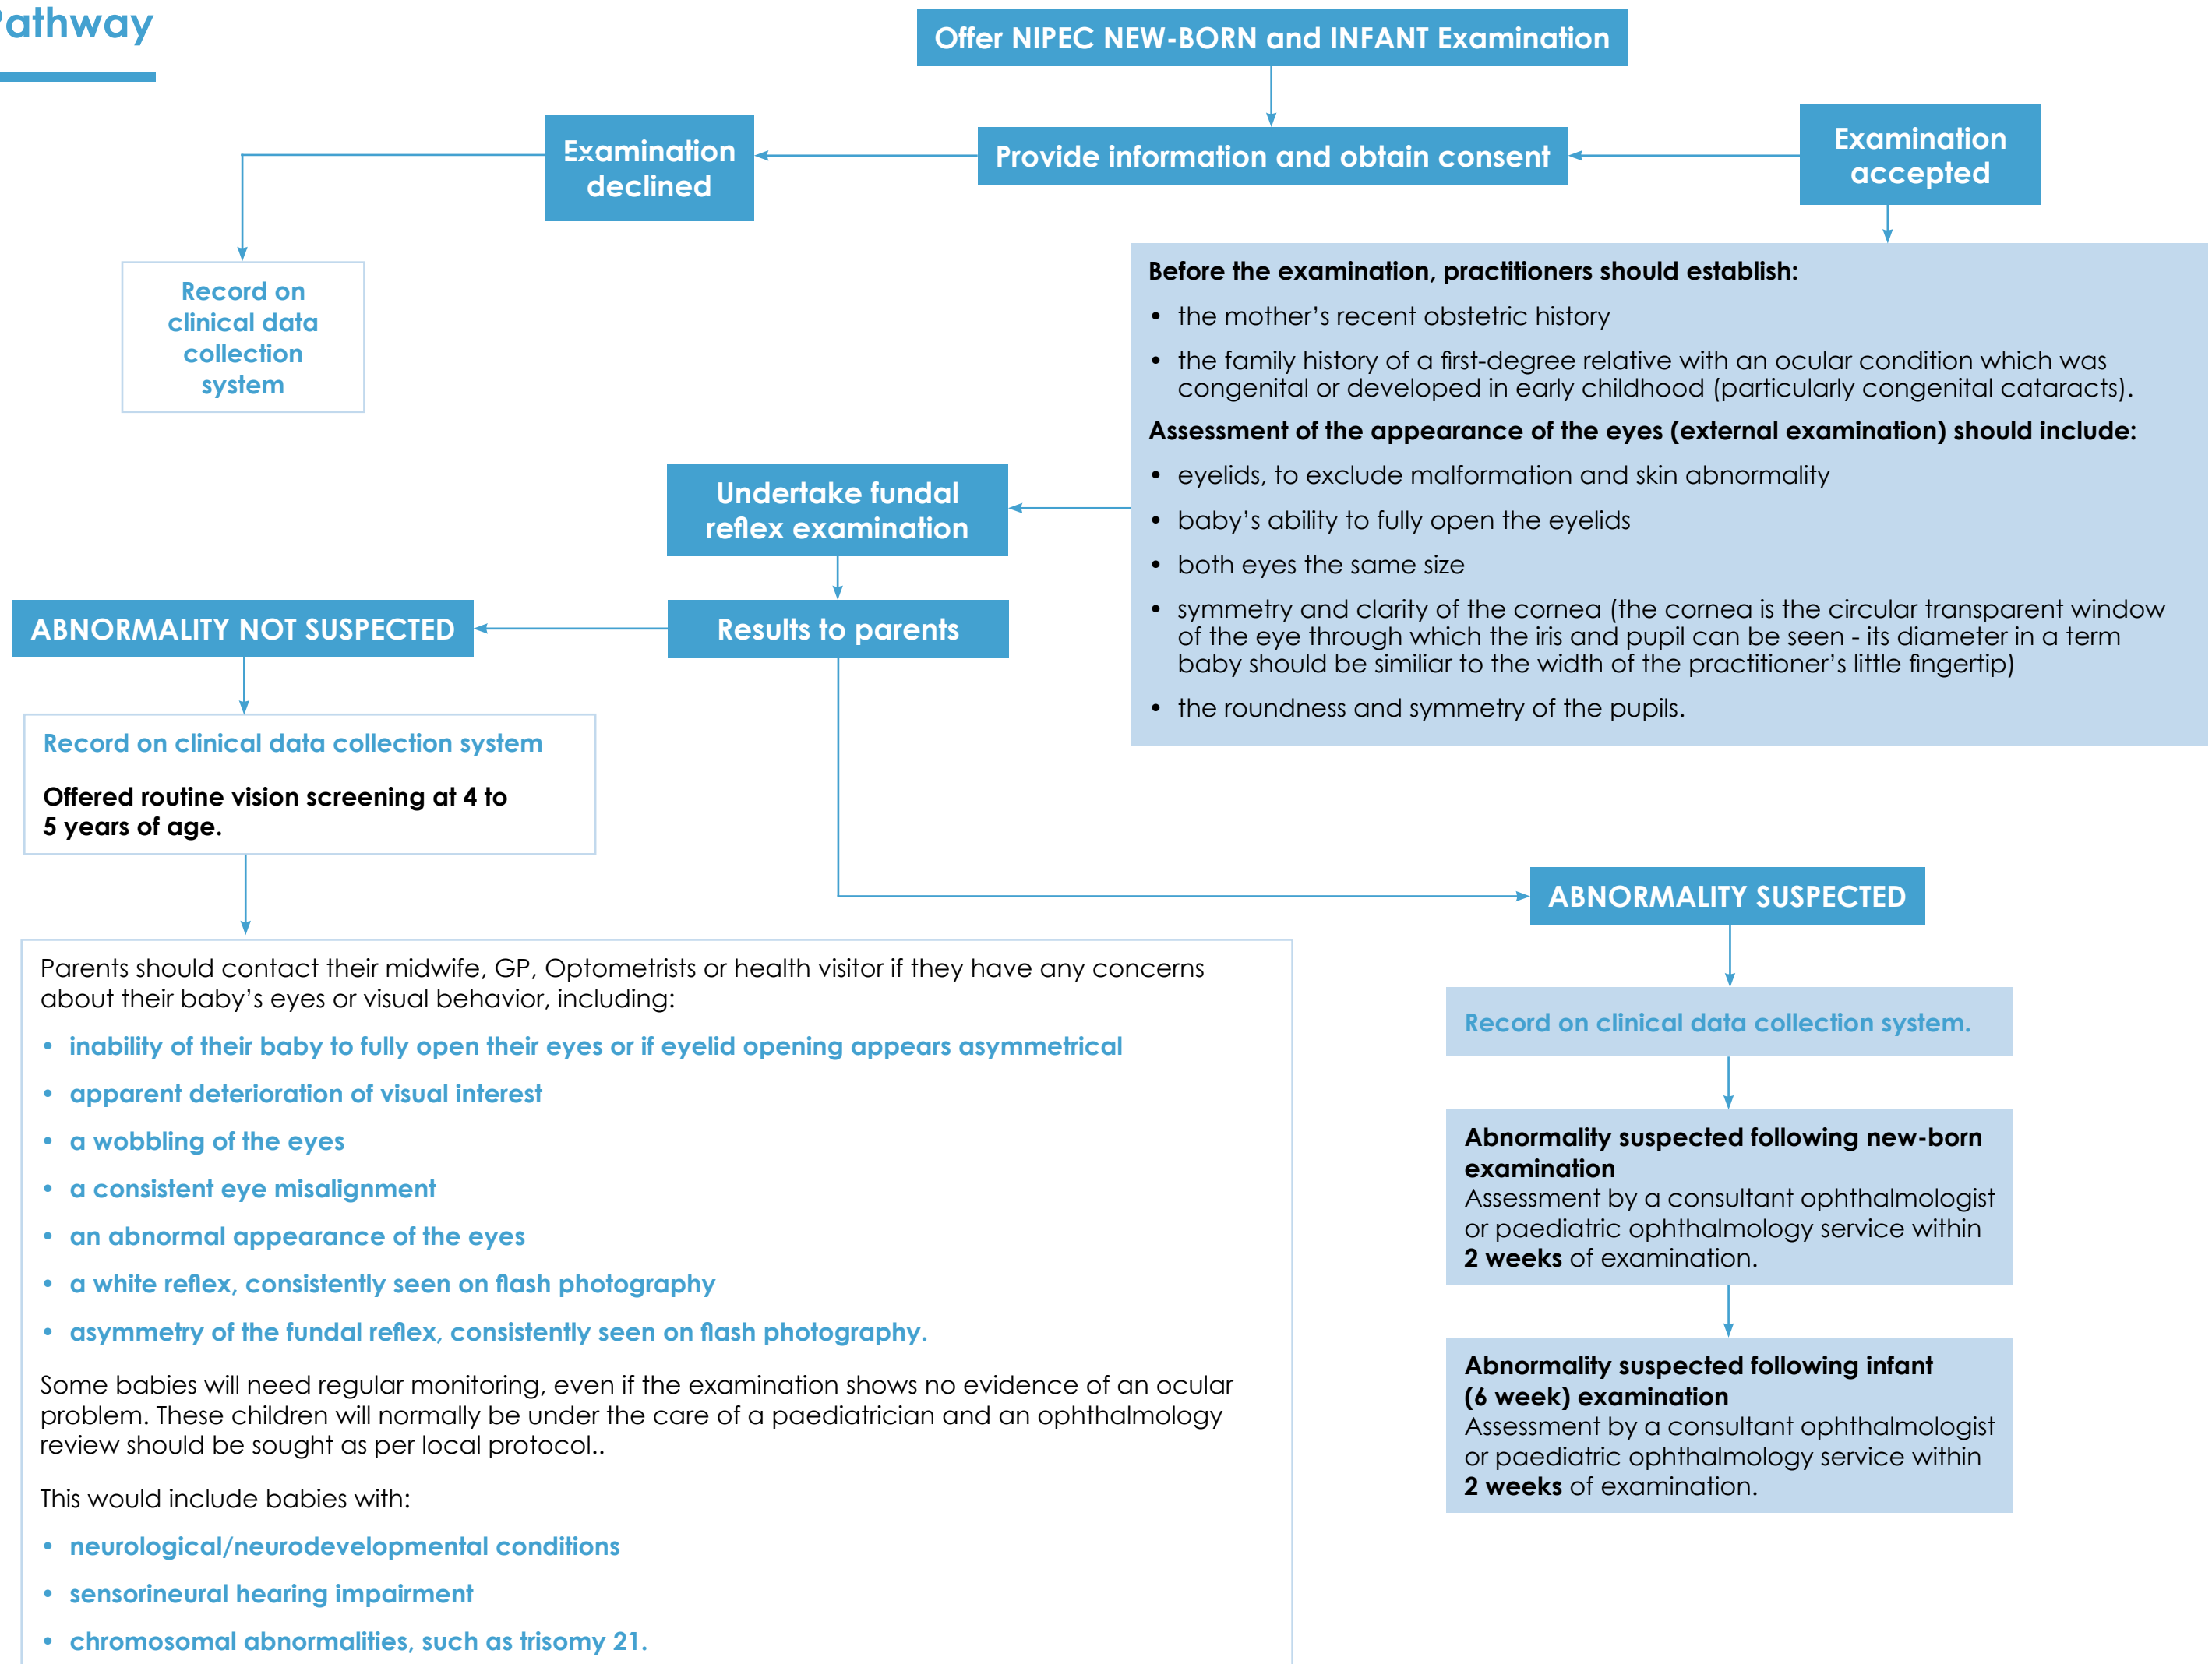 Pathway
Offer NIPEC NEW-BORN and INFANT Examination
Examination
declined
Provide information and obtain consent
Examination
accepted
Record on
clinical data
collection
system
Before the examination, practitioners should establish:
• the mother's recent obstetric history
• the family history of a first-degree relative with an ocular condition which was
congenital or developed in early childhood (particularly congenital cataracts).
Assessment of the appearance of the eyes (external examination) should include:
• eyelids, to exclude malformation and skin abnormality
• baby's ability to fully open the eyelids
• both eyes the same size
• symmetry and clarity of the cornea (the cornea is the circular transparent window
of the eye through which the iris and pupil can be seen - its diameter in a term
baby should be similiar to the width of the practitioner's little fingertip)
• the roundness and symmetry of the pupils.
Undertake fundal
reflex examination
ABNORMALITY NOT SUSPECTED
Results to parents
Record on clinical data collection system
Offered routine vision screening at 4 to
5 years of age.
Parents should contact their midwife, GP, Optometrists or health visitor if they have any concerns
about their baby's eyes or visual behavior, including:
• inability of their baby to fully open their eyes or if eyelid opening appears asymmetrical
• apparent deterioration of visual interest
• a wobbling of the eyes
• a consistent eye misalignment
• an abnormal appearance of the eyes
• a white reflex, consistently seen on flash photography
• asymmetry of the fundal reflex, consistently seen on flash photography.
Some babies will need regular monitoring, even if the examination shows no evidence of an ocular
problem. These children will normally be under the care of a paediatrician and an ophthalmology
review should be sought as per local protocol..
This would include babies with:
• neurological/neurodevelopmental conditions
• sensorineural hearing impairment
• chromosomal abnormalities, such as trisomy 21.
ABNORMALITY SUSPECTED
Record on clinical data collection system.
Abnormality suspected following new-born
examination
Assessment by a consultant ophthalmologist
or paediatric ophthalmology service within
2 weeks of examination.
Abnormality suspected following infant
(6 week) examination
Assessment by a consultant ophthalmologist
or paediatric ophthalmology service within
2 weeks of examination.